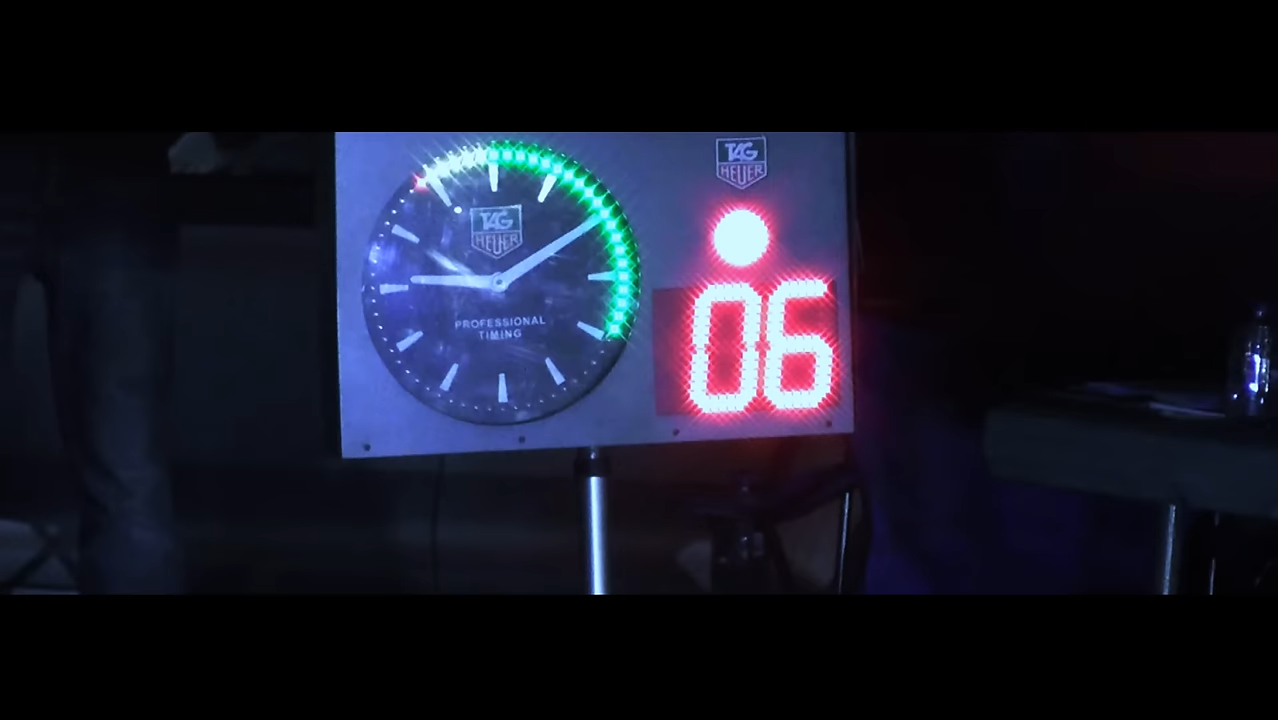 TAG
HEUER
PROFESSIONAL
TIMING
TAG
HEUER
06